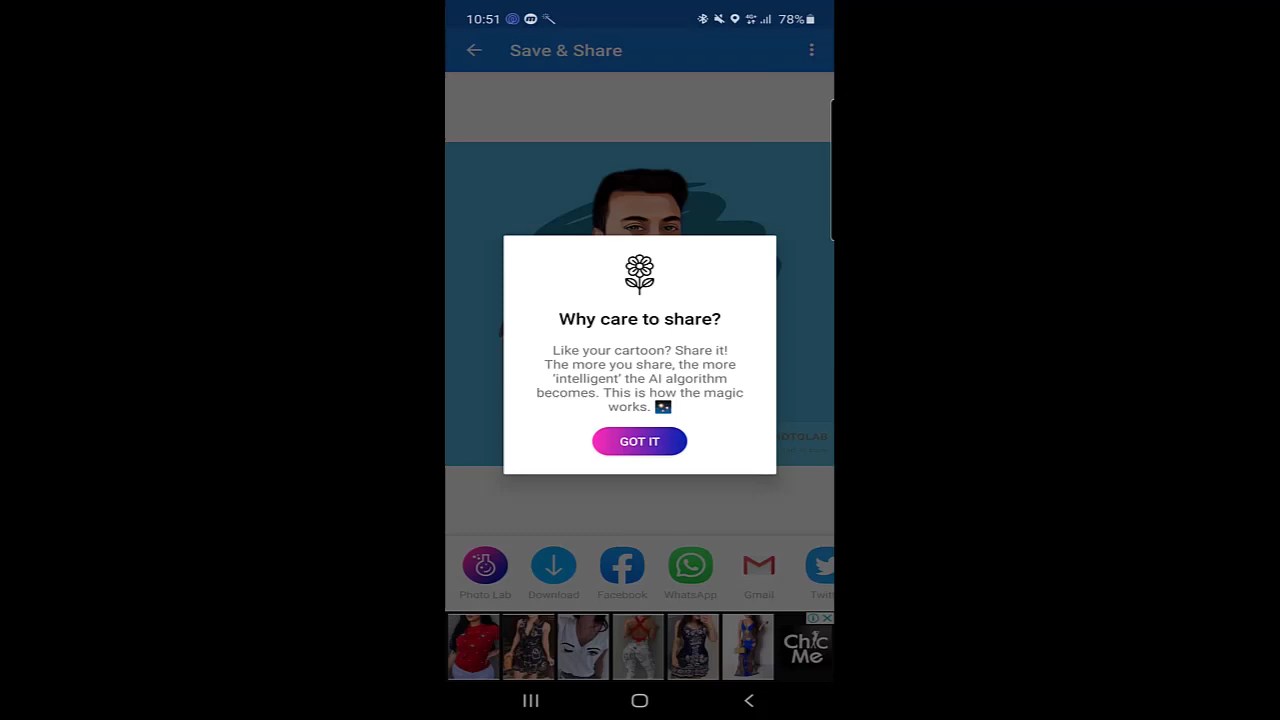 10:51
78%
Save & Share
Why care to share?
Like your cartoon? Share it!
The more you share, the more
'intelligent' the AI algorithm
becomes. This is how the magic
works.
GOT IT
Photo Lab
Download
Facebook
WhatsApp
Gmail
Chic
Me